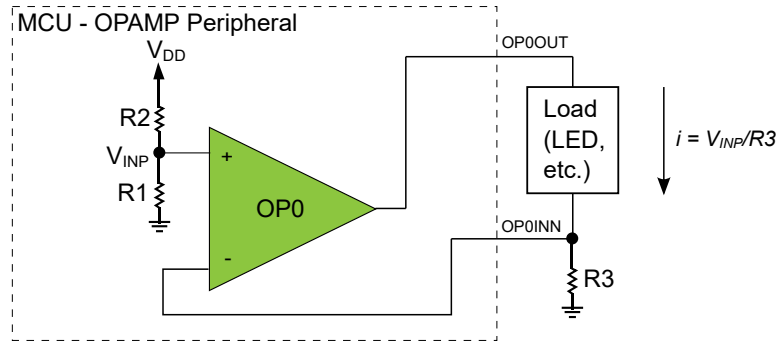 MCU - OPAMP Peripheral
VDD
R2
VINP
R1
+
-
OP0
OP0OUT
Load
(LED,
etc.)
i = VINP/R3
OP0INN
R3